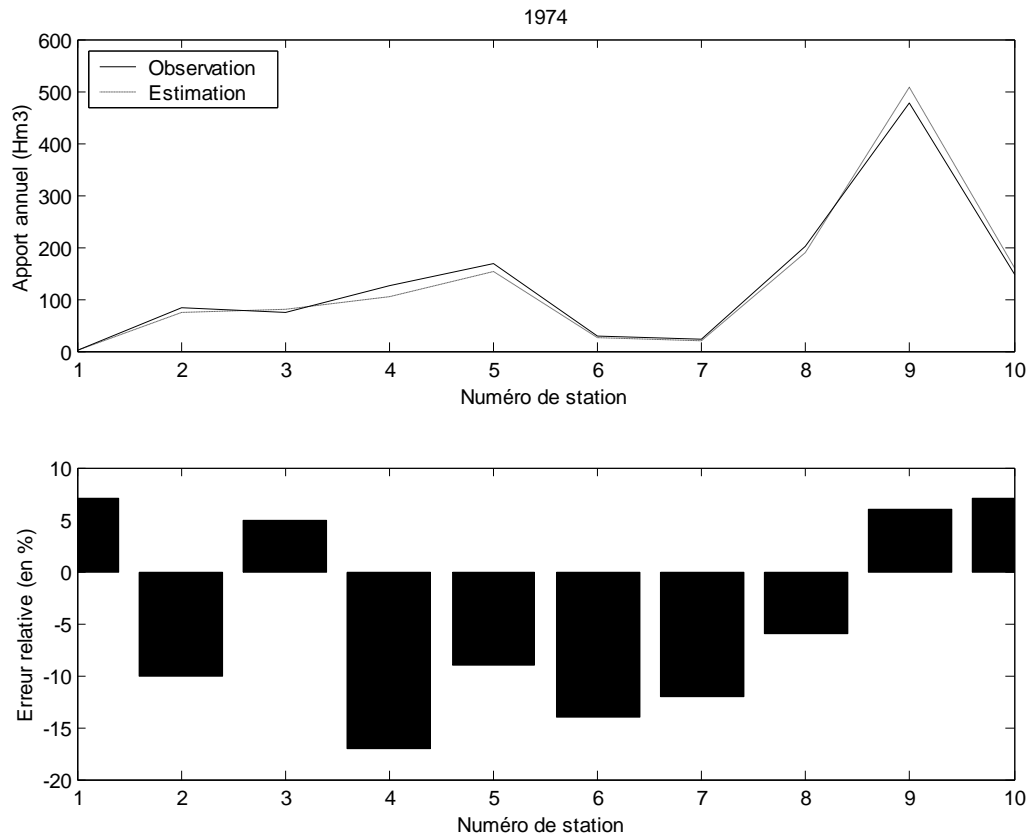 1974
600
500
400
300
200
100
0
Apport annuel (Hm3)
Observation
Estimation
1 2 3 4 5 6 7 8 9 10
Numéro de station
10
5
0
-5
-10
-15
-20
Erreur relative (en %)
1 2 3 4 5 6 7 8 9 10
Numéro de station